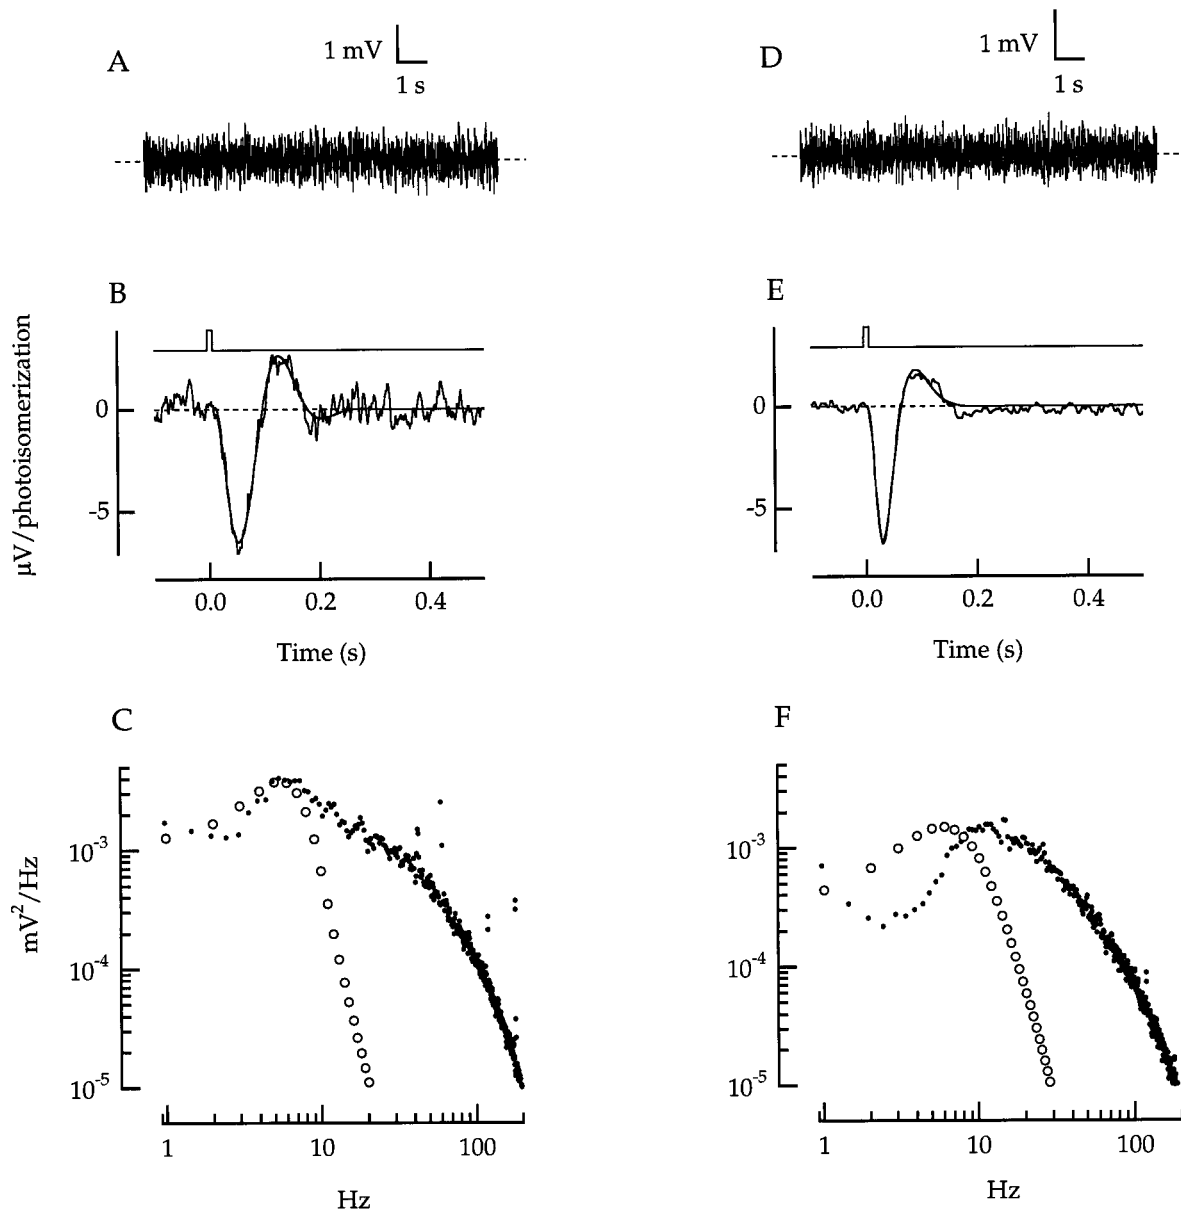 A
1 mV
1 s
D
1 mV
1 s
B
E
μV/photoisomerization
0
-5
0.0
0.2
0.4
Time (s)
0
-5
0.0
0.2
0.4
Time (s)
C
F
mV²/Hz
10⁻³
10⁻⁴
10⁻⁵
1
10
100
Hz
10⁻³
10⁻⁴
10⁻⁵
1
10
100
Hz